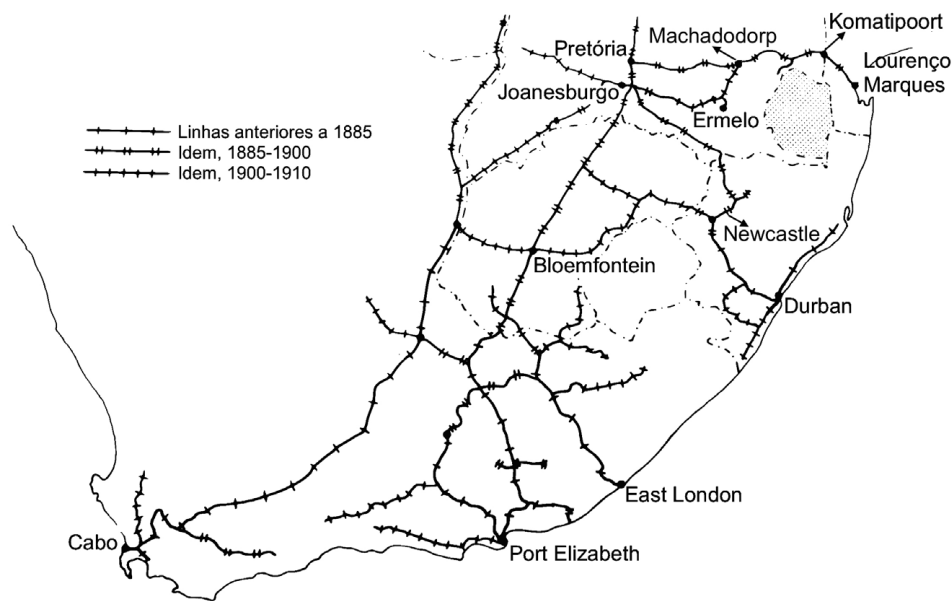 Komatipoort
Machadodorp
Pretória
Lourenço
Marques
Joanesburgo
Ermelo
Linhas anteriores a 1885
Idem, 1885-1900
Idem, 1900-1910
Newcastle
Bloemfontein
Durban
East London
Cabo
Port Elizabeth